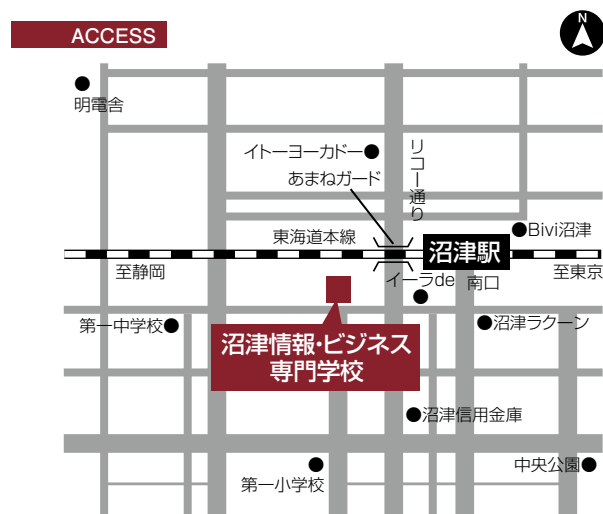 ACCESS
N
明電舎
イトーヨーカドー
リコー通り
あまねガード
Bivi沼津
東海道本線
沼津駅
至静岡
イーラde
南口
至東京
第一中学校
沼津ラクーン
沼津情報・ビジネス
専門学校
沼津信用金庫
第一小学校
中央公園